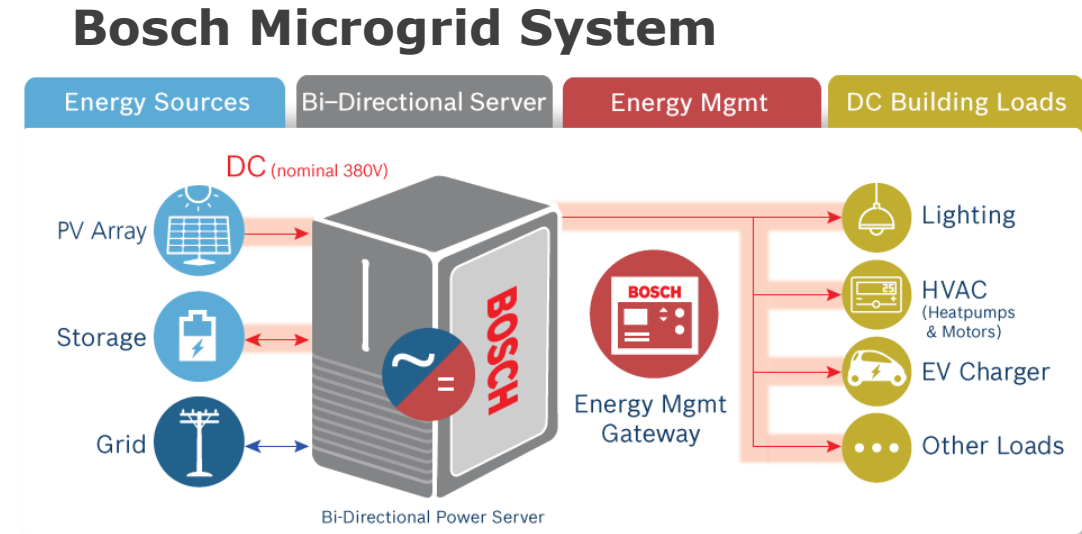 Bosch Microgrid System
Energy Sources
Bi–Directional Server
Energy Mgmt
DC Building Loads
DC (nominal 380V)
PV Array
Storage
Grid
BOSCH
~
=
Bi-Directional Power Server
BOSCH
Energy Mgmt
Gateway
Lighting
25
HVAC
(Heatpumps
& Motors)
EV Charger
Other Loads